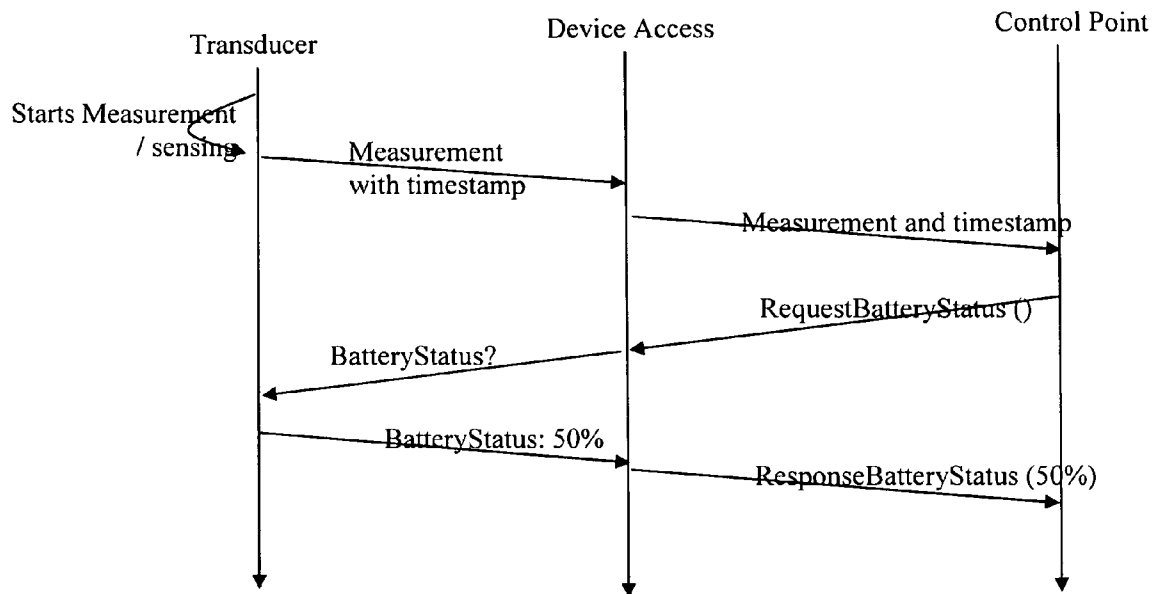 Transducer
Device Access
Control Point
Starts Measurement
/ sensing
Measurement
with timestamp
Measurement and timestamp
RequestBatteryStatus ()
BatteryStatus?
BatteryStatus: 50%
ResponseBatteryStatus (50%)